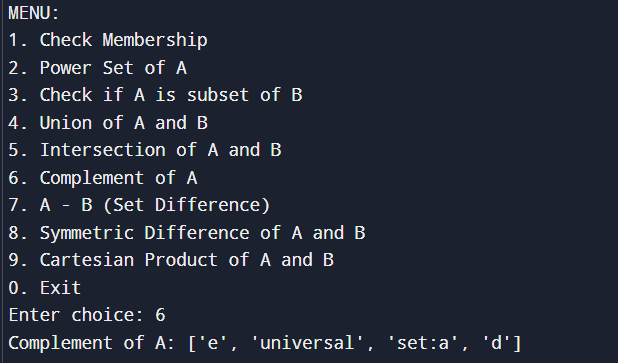 MENU:
1. Check Membership
2. Power Set of A
3. Check if A is subset of B
4. Union of A and B
5. Intersection of A and B
6. Complement of A
7. A - B (Set Difference)
8. Symmetric Difference of A and B
9. Cartesian Product of A and B
0. Exit
Enter choice: 6
Complement of A: ['e', 'universal', 'set:a', 'd']